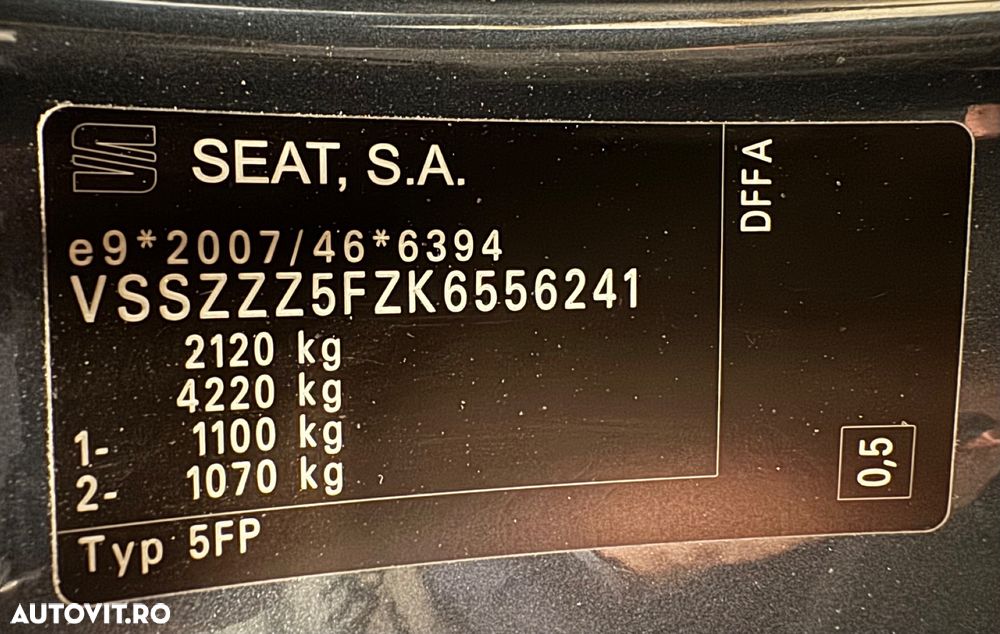 SEAT, S.A.
e9*2007/46*6394
VSSZZZ5FZK6556241
2120 kg
4220 kg
1- 1100 kg
2- 1070 kg
Typ 5FP
DFFA
0,5
AUTOVIT.RO